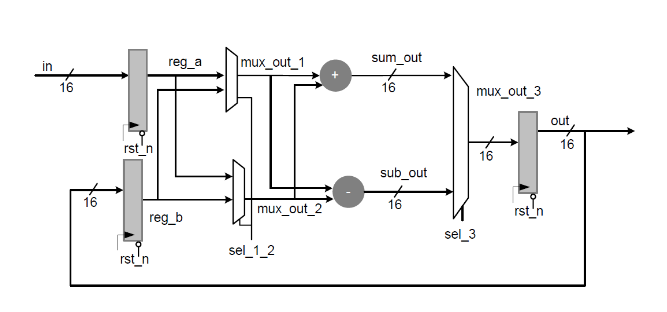 in
16
reg_a
mux_out_1
+
sum_out
16
mux_out_3
rst_n
16
out
16
16
reg_b
mux_out_2
-
sub_out
16
rst_n
sel_1_2
sel_3
rst_n